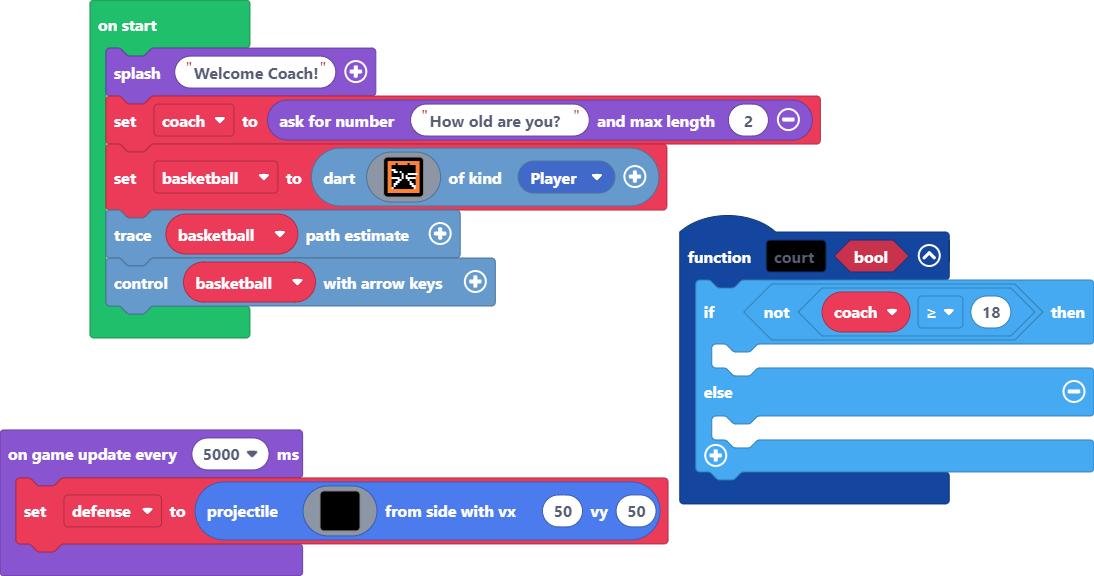 on start
splash "Welcome Coach!"
set coach to ask for number "How old are you? " and max length 2
set basketball to dart of kind Player
trace basketball path estimate
control basketball with arrow keys
function court bool
if not coach ≥ 18 then
else
on game update every 5000 ms
set defense to projectile from side with vx 50 vy 50